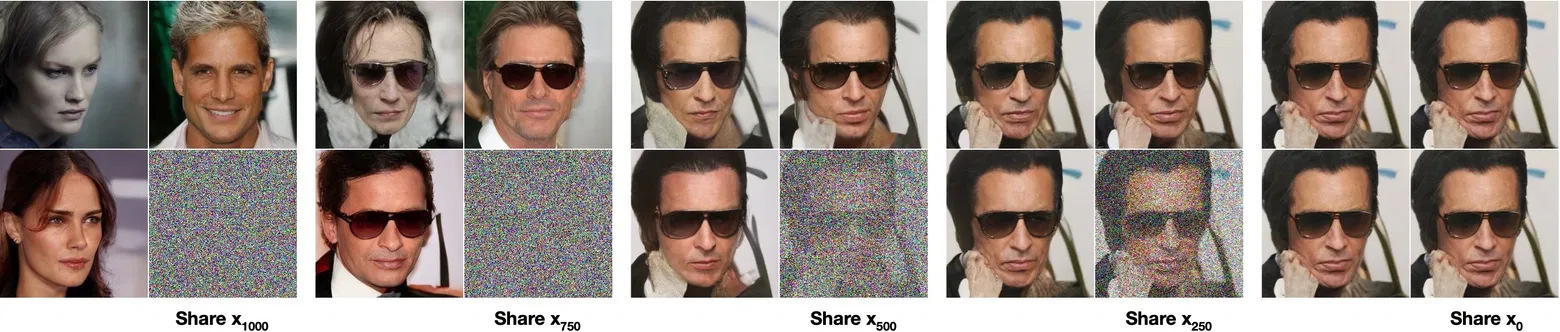 Share x₁₀₀₀
Share x₇₅₀
Share x₅₀₀
Share x₂₅₀
Share x₀